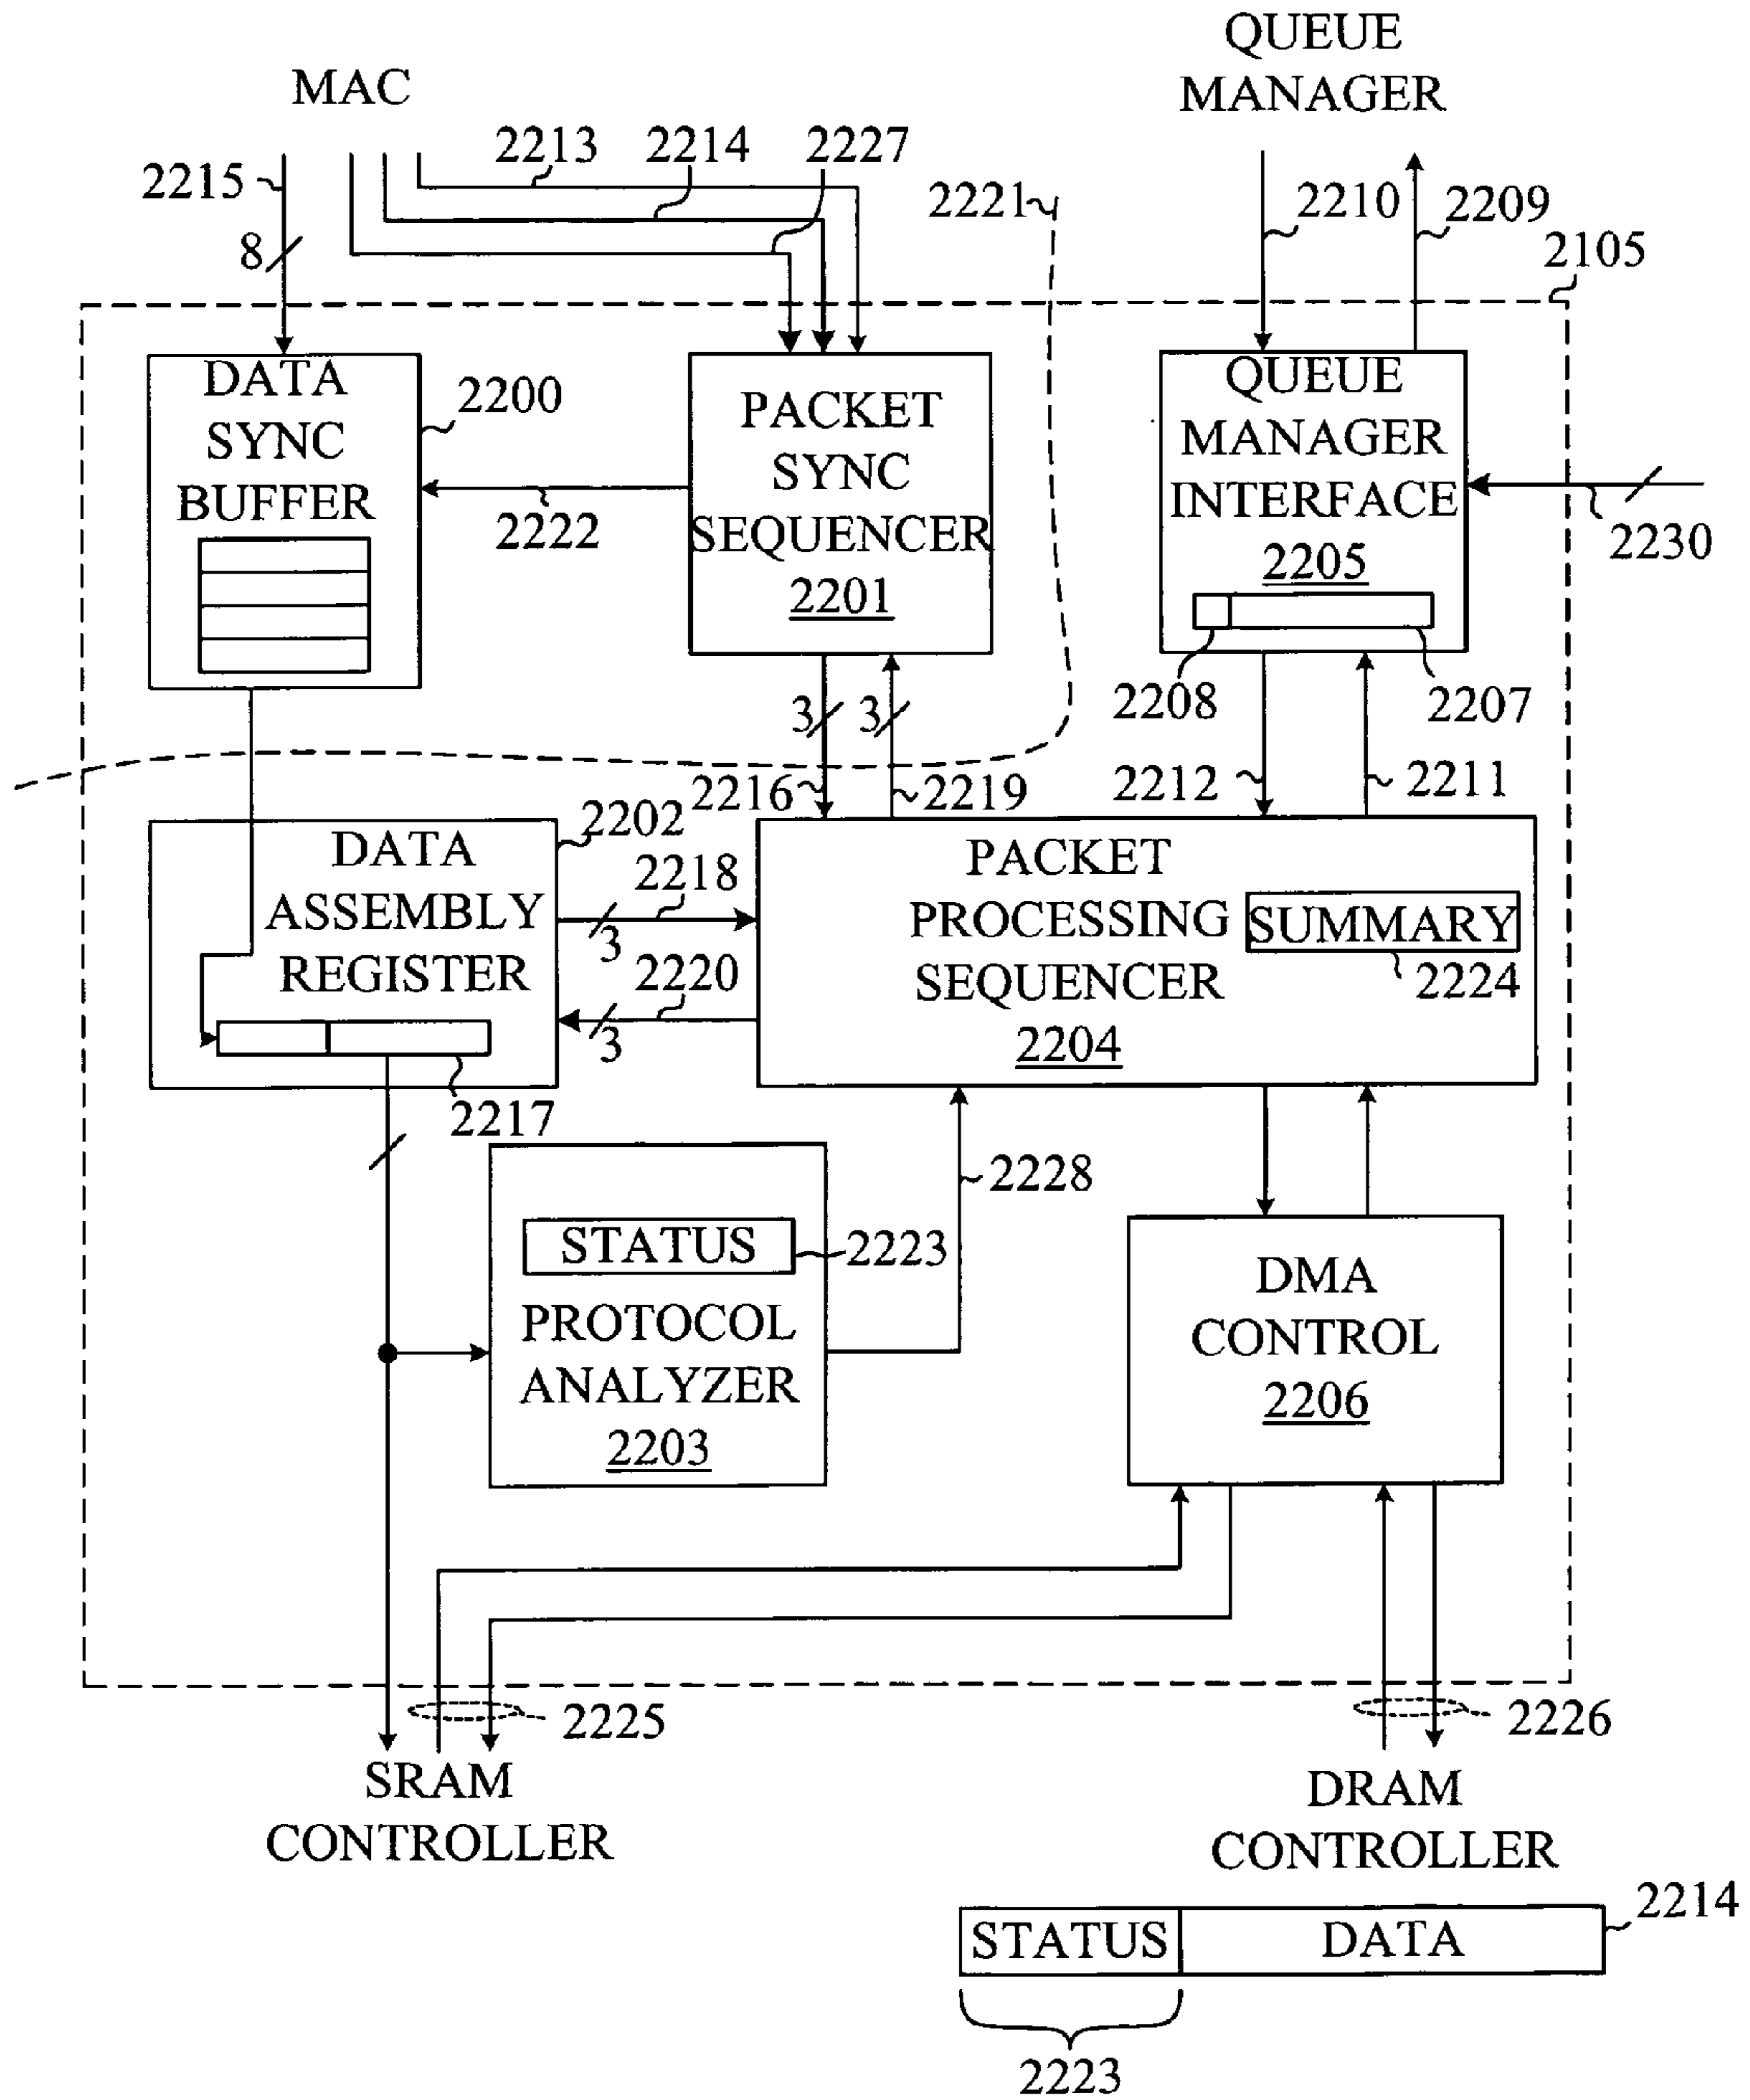 QUEUE
MANAGER
MAC
2213
2214
2227
2215
2221
2210
2209
8
2105
DATA
SYNC
BUFFER
2200
PACKET
SYNC
SEQUENCER
2201
QUEUE
MANAGER
INTERFACE
2205
2222
2230
2208
2207
3
3
2216
2219
2212
2211
2202
DATA
ASSEMBLY
REGISTER
2218
3
2220
3
PACKET
PROCESSING
SEQUENCER
2204
SUMMARY
2224
2217
2228
STATUS
2223
PROTOCOL
ANALYZER
2203
DMA
CONTROL
2206
2225
2226
SRAM
CONTROLLER
DRAM
CONTROLLER
2214
STATUS
DATA
2223